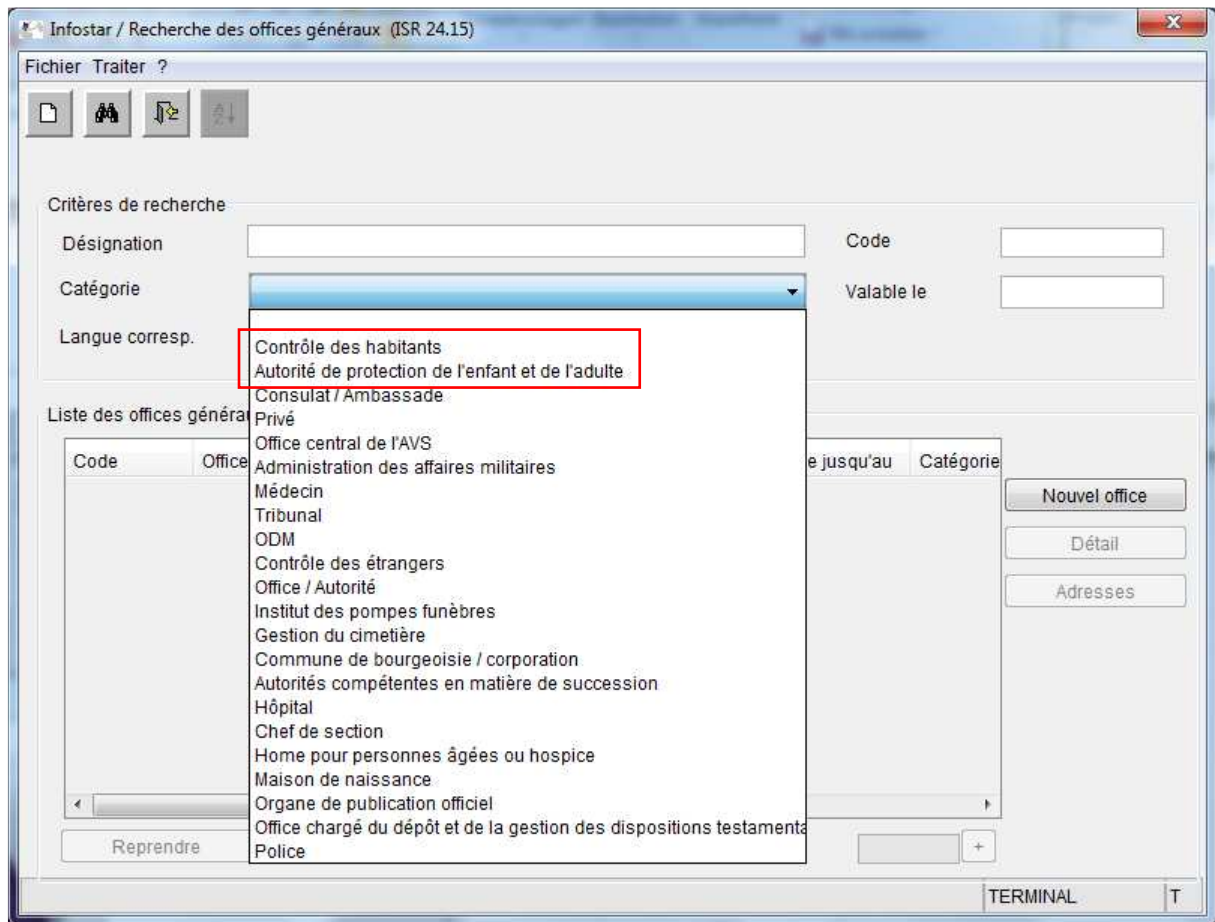 Infostar / Recherche des offices généraux (ISR 24.15)
Fichier Traiter ?
Critères de recherche
Désignation
Code
Catégorie
Valable le
Langue corresp.
Contrôle des habitants
Autorité de protection de l'enfant et de l'adulte
Consulat / Ambassade
Privé
Office central de l'AVS
Administration des affaires militaires
Médecin
Tribunal
ODM
Contrôle des étrangers
Office / Autorité
Institut des pompes funèbres
Gestion du cimetière
Commune de bourgeoisie / corporation
Autorités compétentes en matière de succession
Hôpital
Chef de section
Home pour personnes âgées ou hospice
Maison de naissance
Organe de publication officiel
Office chargé du dépôt et de la gestion des dispositions testamenta
Police
Liste des offices générau
Code Office e jusqu'au Catégorie
Nouvel office
Détail
Adresses
Reprendre
+
TERMINAL T